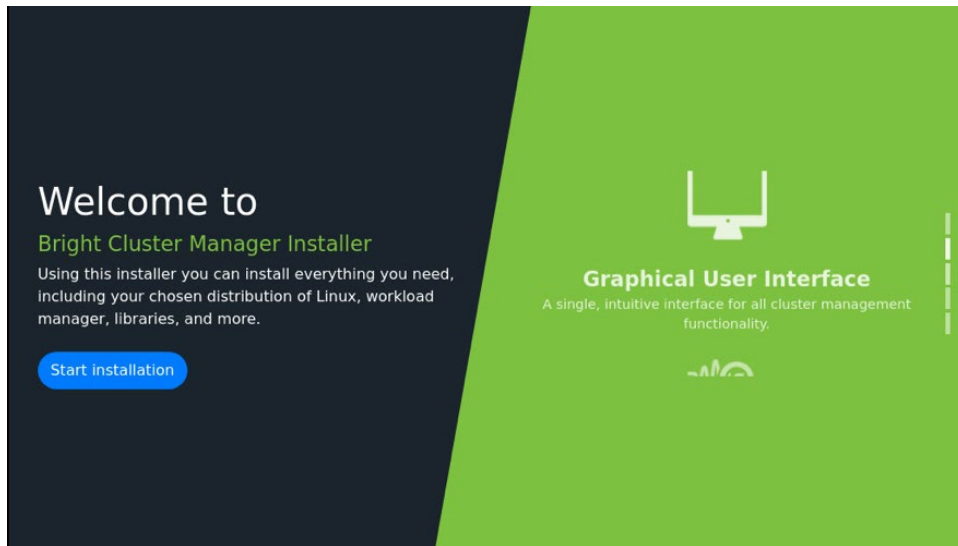 Welcome to
Bright Cluster Manager Installer
Using this installer you can install everything you need,
including your chosen distribution of Linux, workload
manager, libraries, and more.
Start installation
Graphical User Interface
A single, intuitive interface for all cluster management
functionality.